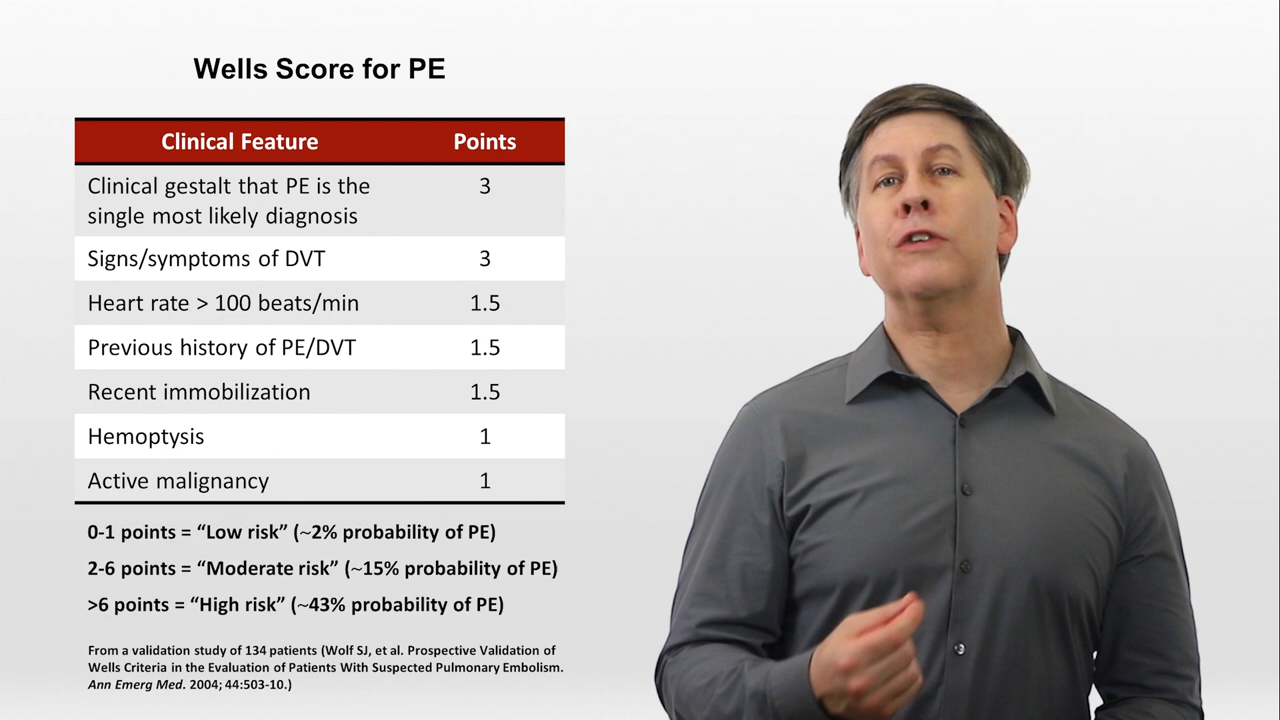 Wells Score for PE
Clinical Feature Points
Clinical gestalt that PE is the 3
single most likely diagnosis
Signs/symptoms of DVT 3
Heart rate > 100 beats/min 1.5
Previous history of PE/DVT 1.5
Recent immobilization 1.5
Hemoptysis 1
Active malignancy 1
0-1 points = “Low risk” (~2% probability of PE)
2-6 points = “Moderate risk” (~15% probability of PE)
>6 points = “High risk” (~43% probability of PE)
From a validation study of 134 patients (Wolf SJ, et al. Prospective Validation of
Wells Criteria in the Evaluation of Patients With Suspected Pulmonary Embolism.
Ann Emerg Med. 2004; 44:503-10.)